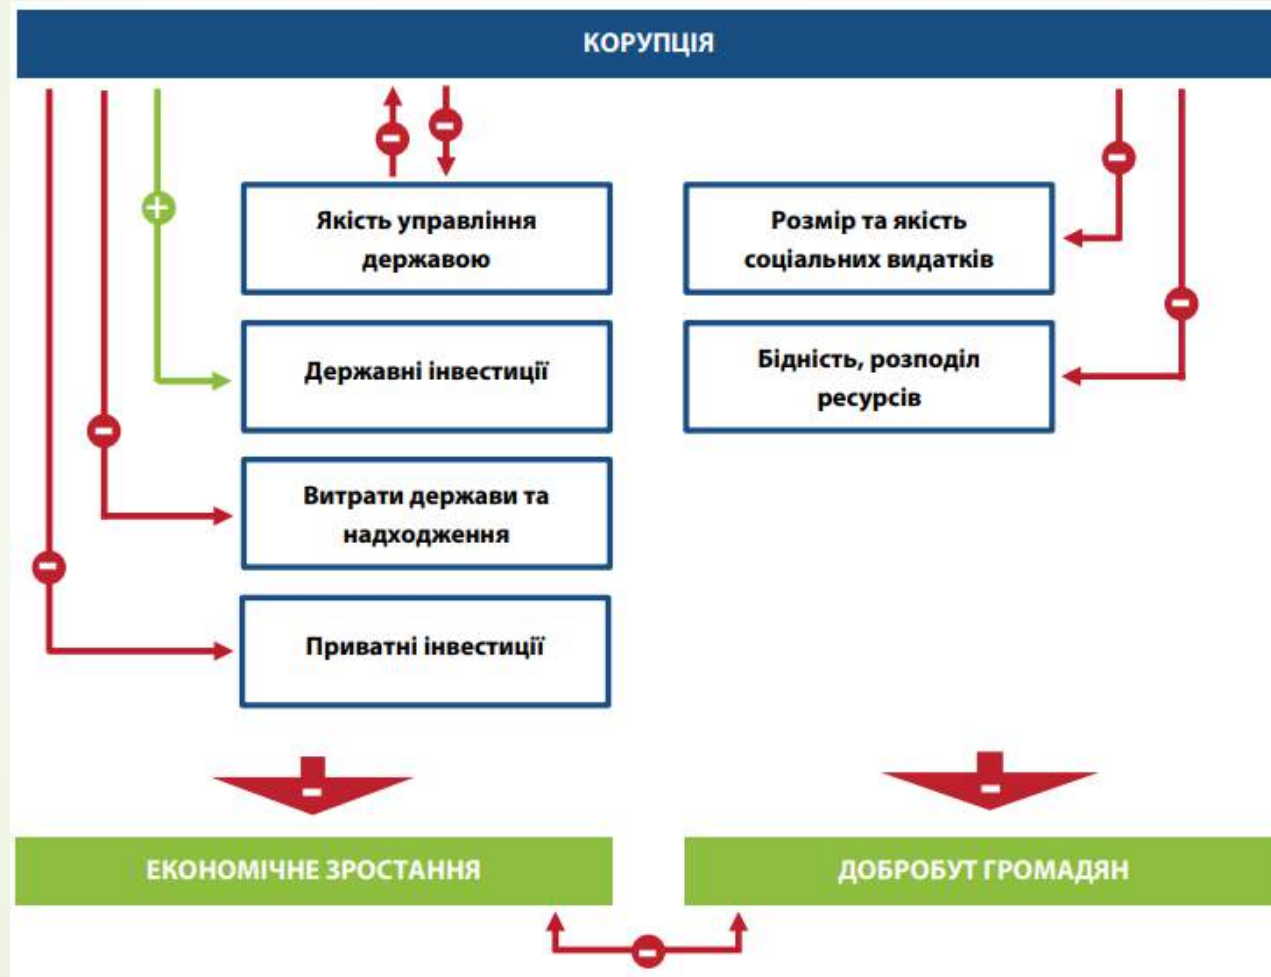 КОРУПЦІЯ
Якість управління
державою
Державні інвестиції
Витрати держави та
надходження
Приватні інвестиції
Розмір та якість
соціальних видатків
Бідність, розподіл
ресурсів
ЕКОНОМІЧНЕ ЗРОСТАННЯ
ДОБРОБУТ ГРОМАДЯН